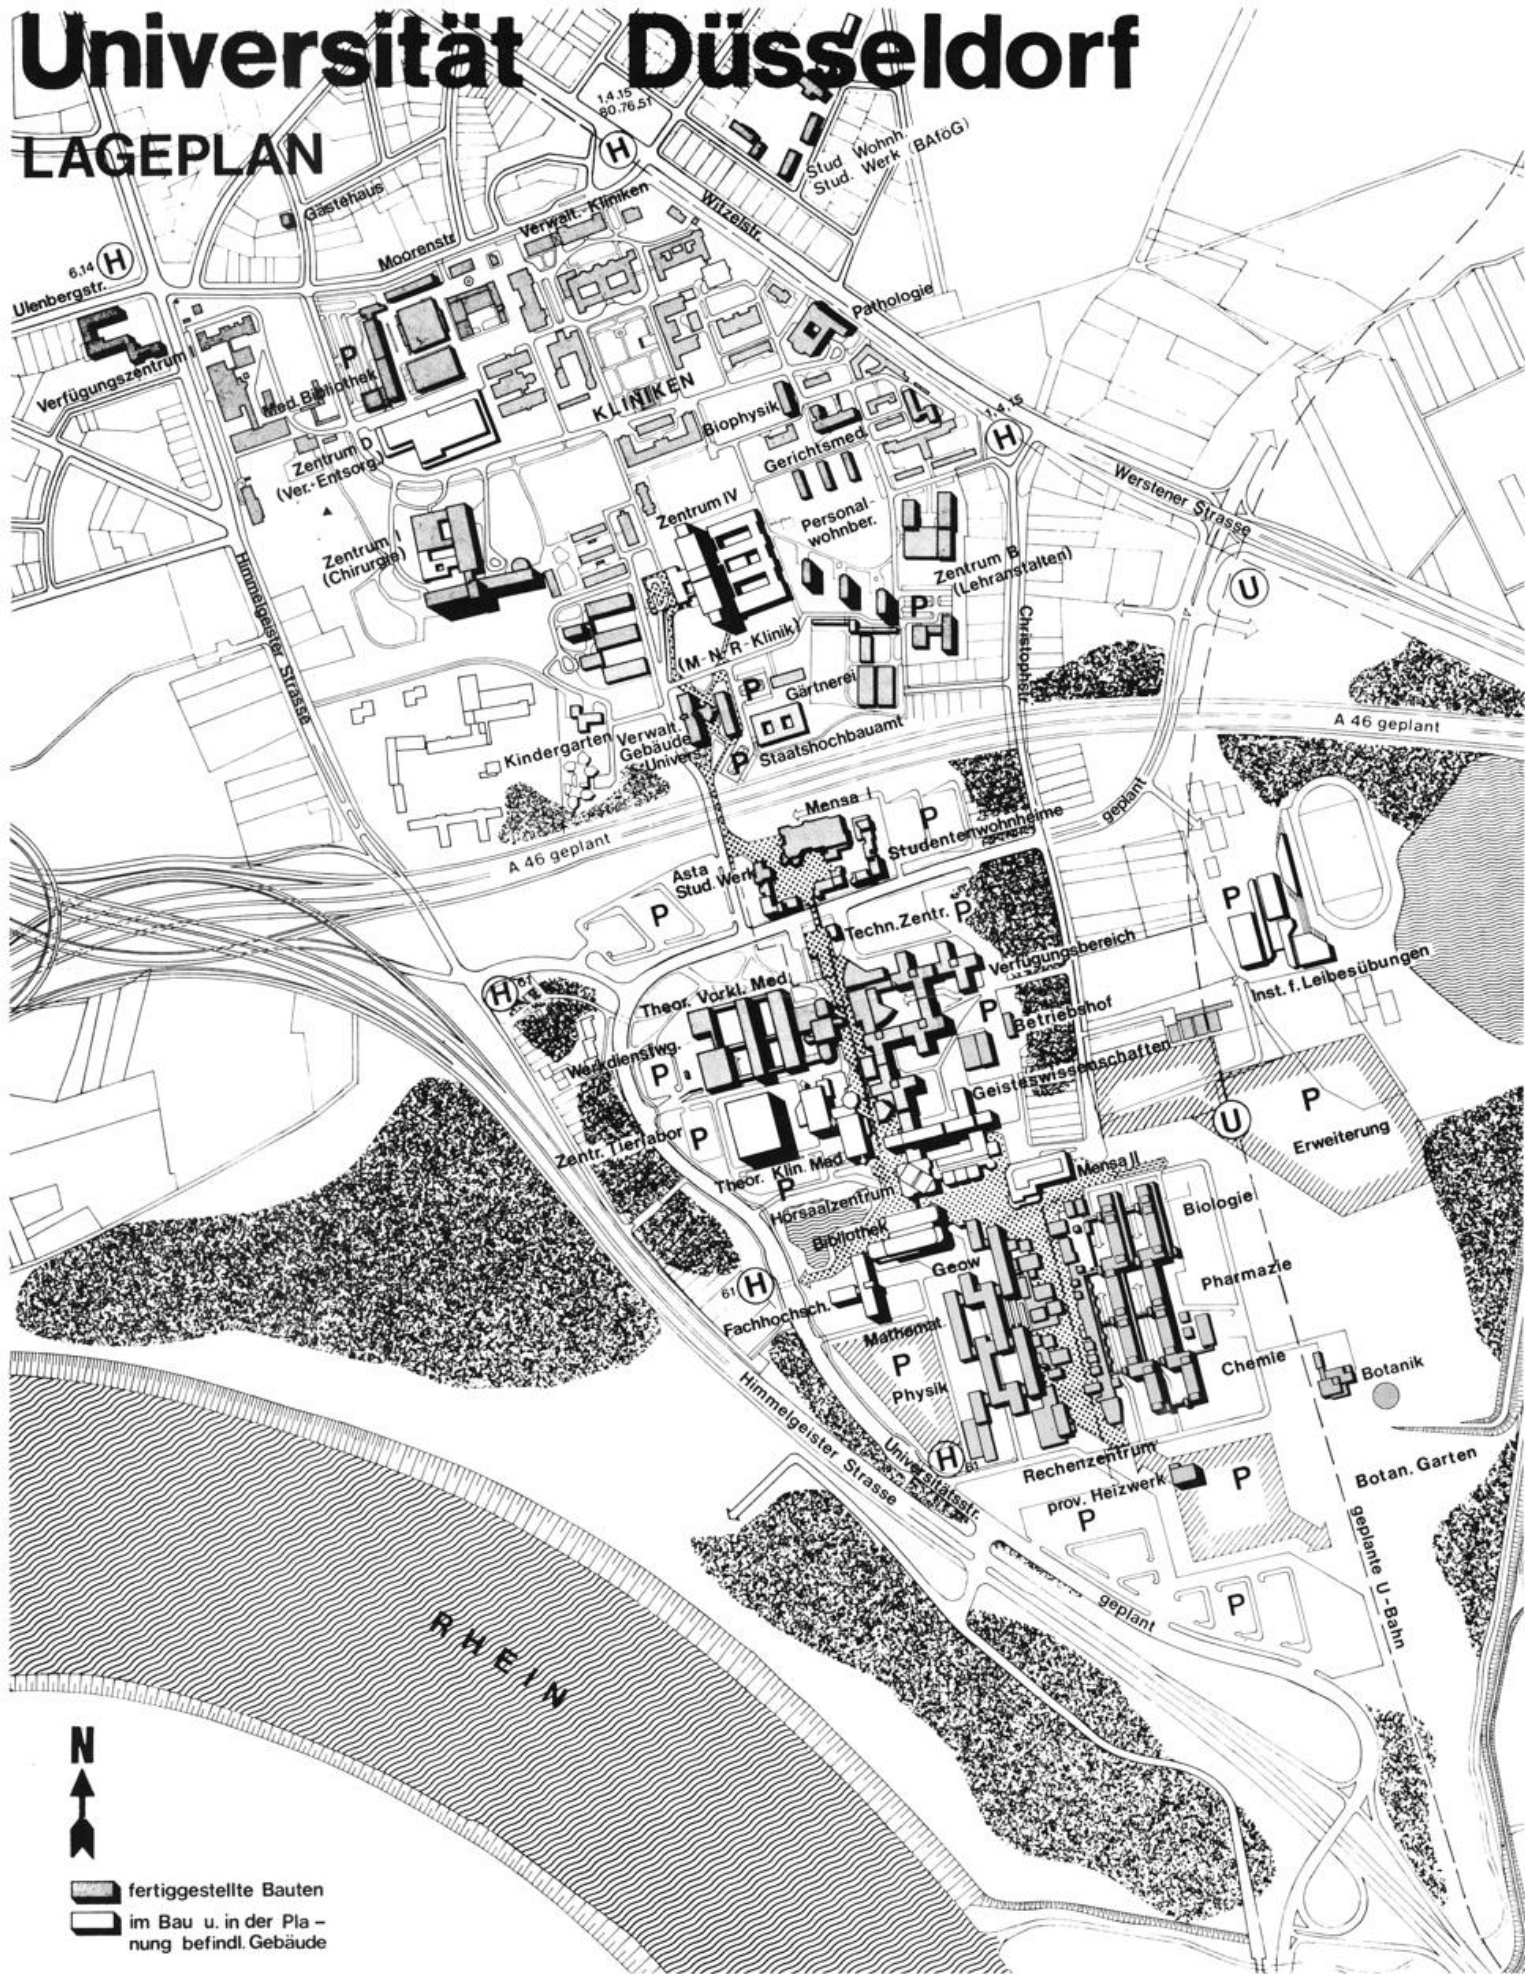 Universität Düsseldorf
LAGEPLAN
1,4,15
80,76,51
H
Stud. Wohnh.
Stud. Werk (BAföG)
Gästehaus
Verwalt.-Kliniken
Witzelstr.
Moorenstr.
6,14 H
Ulenbergstr.
Pathologie
P
Verfügungszentrum I
Med. Bibliothek
KLINIKEN
Biophysik
1,4,15
H
Gerichtsmed.
Zentrum D
(Ver.-Entsorg.)
Werstener Strasse
Zentrum IV
Personal-
wohnber.
Zentrum I
(Chirurgie)
Zentrum B
(Lehranstalten)
U
P
Himmelgeister Strasse
Christophstr.
(M-N-R-Klinik)
P
Gärtnerei
A 46 geplant
Kindergarten
Verwalt.
Gebäude
Univers.
P
Staatshochbauamt
geplant
Mensa I
P
Studentenwohnheime
A 46 geplant
Asta
Stud. Werk
P
P
Techn. Zentr.
P
Verfügungsbereich
Inst. f. Leibesübungen
H 61
Theor. Vorkl. Med.
P
Betriebshof
Werkdienstwg.
P
Geisteswissenschaften
P
U
Erweiterung
Zentr. Tierlabor
P
Theor. Klin. Med.
P
Mensa II
Hörsaalzentrum
Biologie
Bibliothek
Geow.
Pharmazie
61 H
Fachhochsch.
Mathemat.
P
Physik
Chemie
Botanik
Himmelgeister Strasse
Universitätsstr.
H 61
Rechenzentrum
prov. Heizwerk
P
P
Botan. Garten
geplante U-Bahn
geplant
P
RHEIN
N
fertiggestellte Bauten
im Bau u. in der Pla-
nung befindl. Gebäude